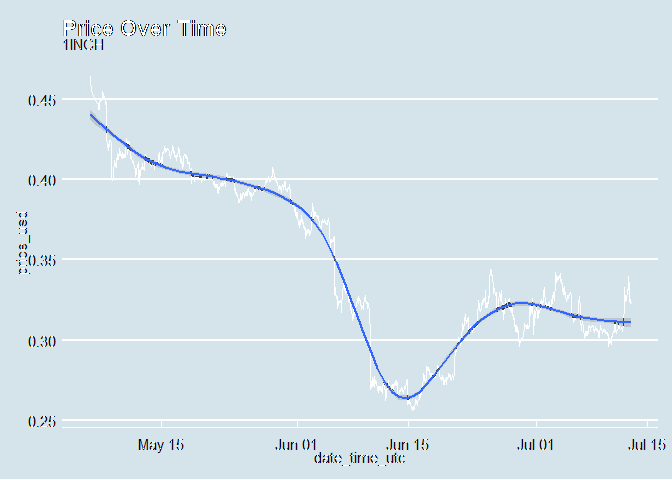 Price Over Time
1INCH
0.45
0.40
price_usd
0.35
0.30
0.25
May 15
Jun 01
Jun 15
Jul 01
Jul 15
date_time_utc